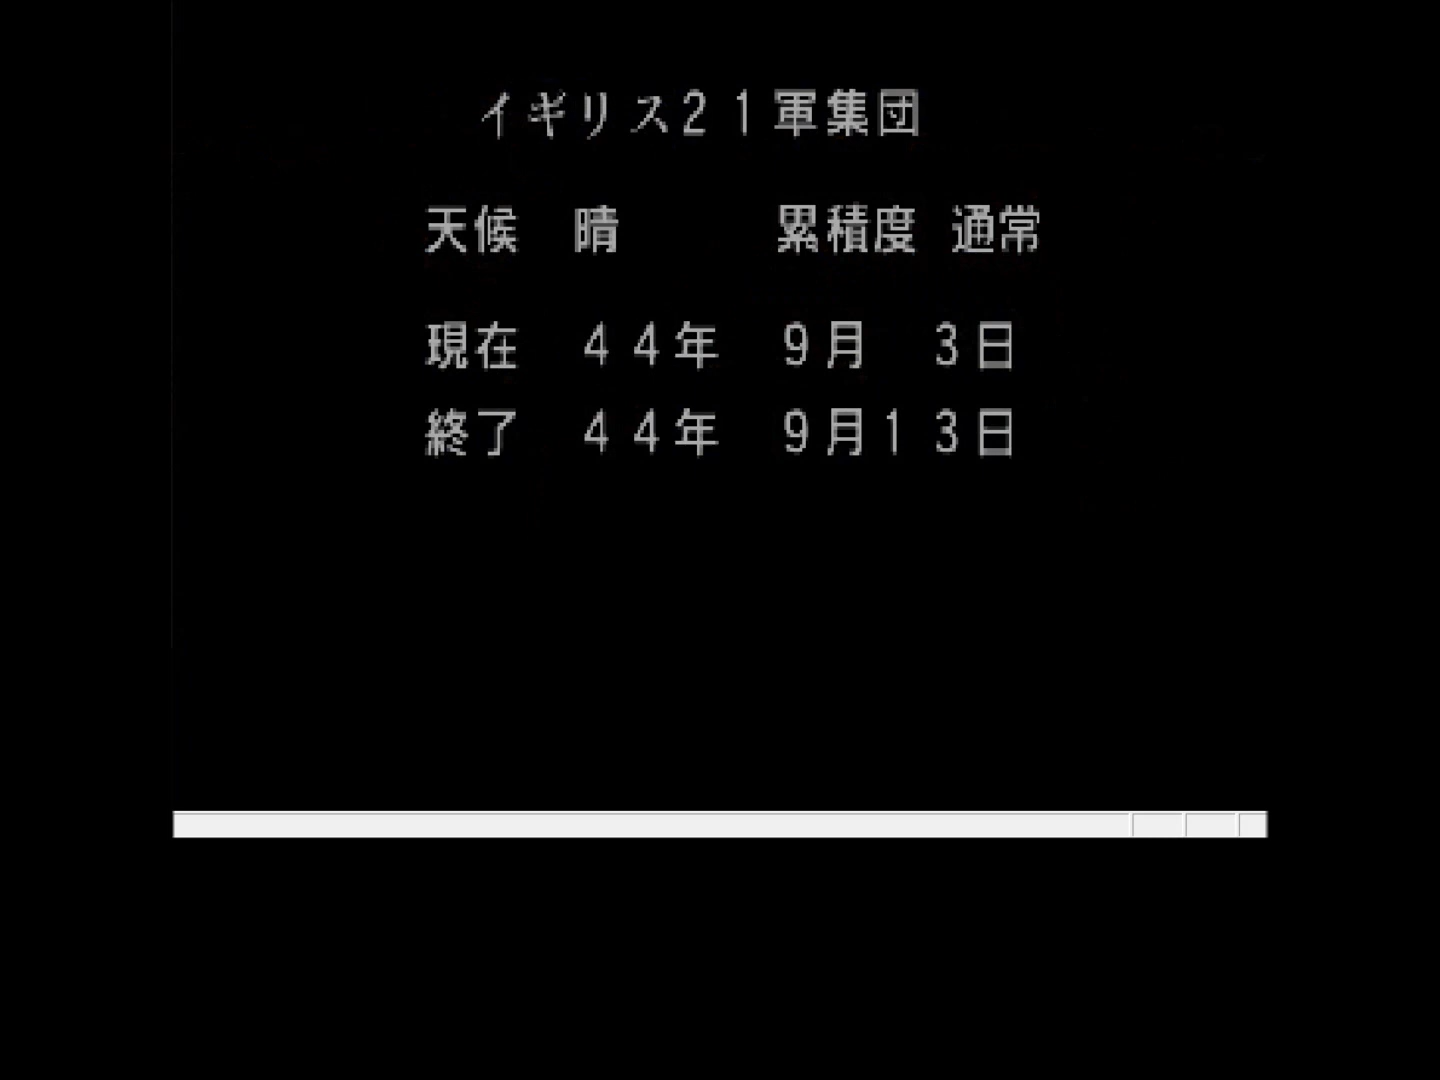 イギリス２１軍集団
天候　晴　　　累積度 通常
現在　４４年　９月　３日
終了　４４年　９月１３日